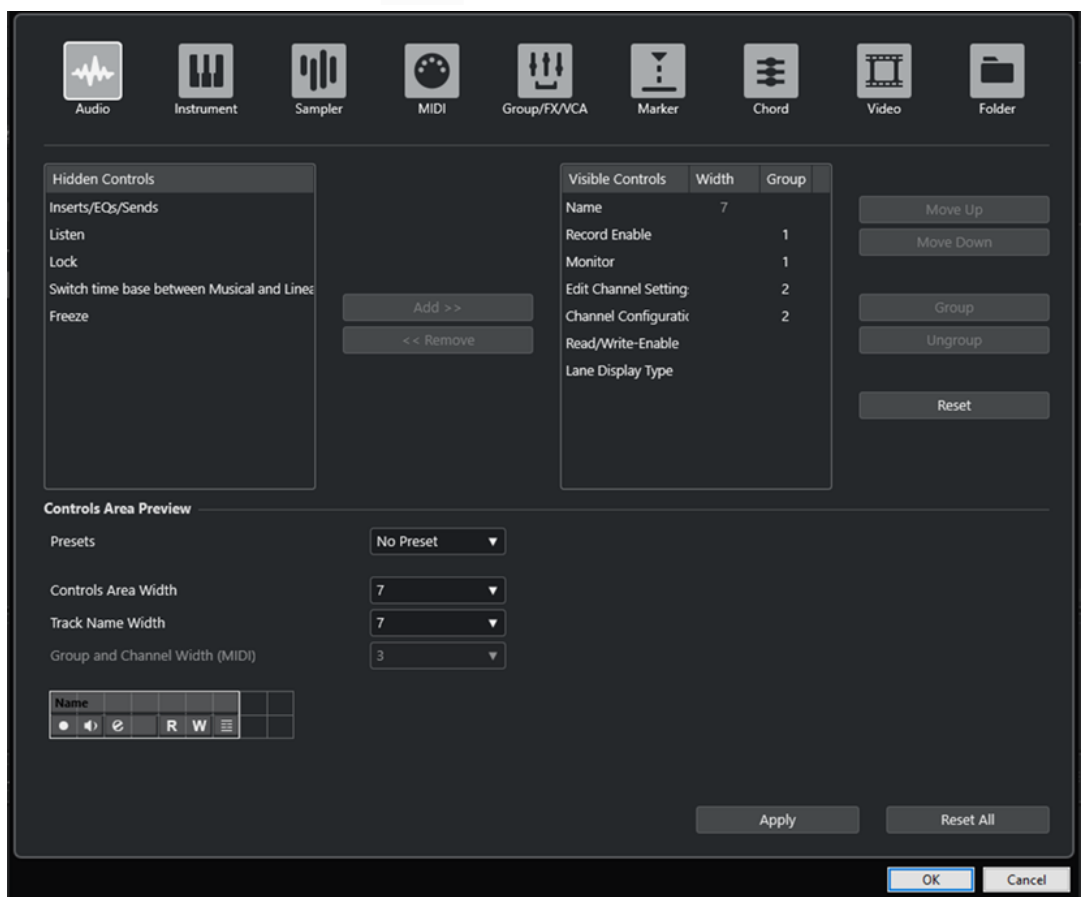 Audio Instrument Sampler MIDI Group/FX/VCA Marker Chord Video Folder
Hidden Controls
Inserts/EQs/Sends
Listen
Lock
Switch time base between Musical and Linea
Freeze
Add >>
<< Remove
Visible Controls Width Group
Name 7
Record Enable 1
Monitor 1
Edit Channel Setting 2
Channel Configuratic 2
Read/Write-Enable
Lane Display Type
Move Up
Move Down
Group
Ungroup
Reset
Controls Area Preview
Presets No Preset
Controls Area Width 7
Track Name Width 7
Group and Channel Width (MIDI) 3
Name
e R W
Apply Reset All
OK Cancel